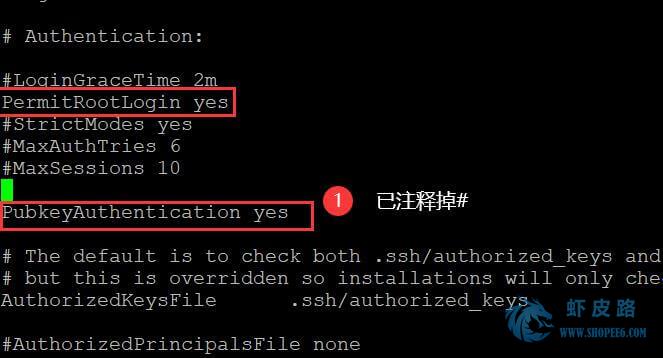 # Authentication:
#LoginGraceTime 2m
PermitRootLogin yes
#StrictModes yes
#MaxAuthTries 6
#MaxSessions 10
PubkeyAuthentication yes
1 已注释掉#
# The default is to check both .ssh/authorized_keys and
# but this is overridden so installations will only che
AuthorizedKeysFile .ssh/authorized_keys
虾皮路
WWW.SHOPEE6.COM
#AuthorizedPrincipalsFile none